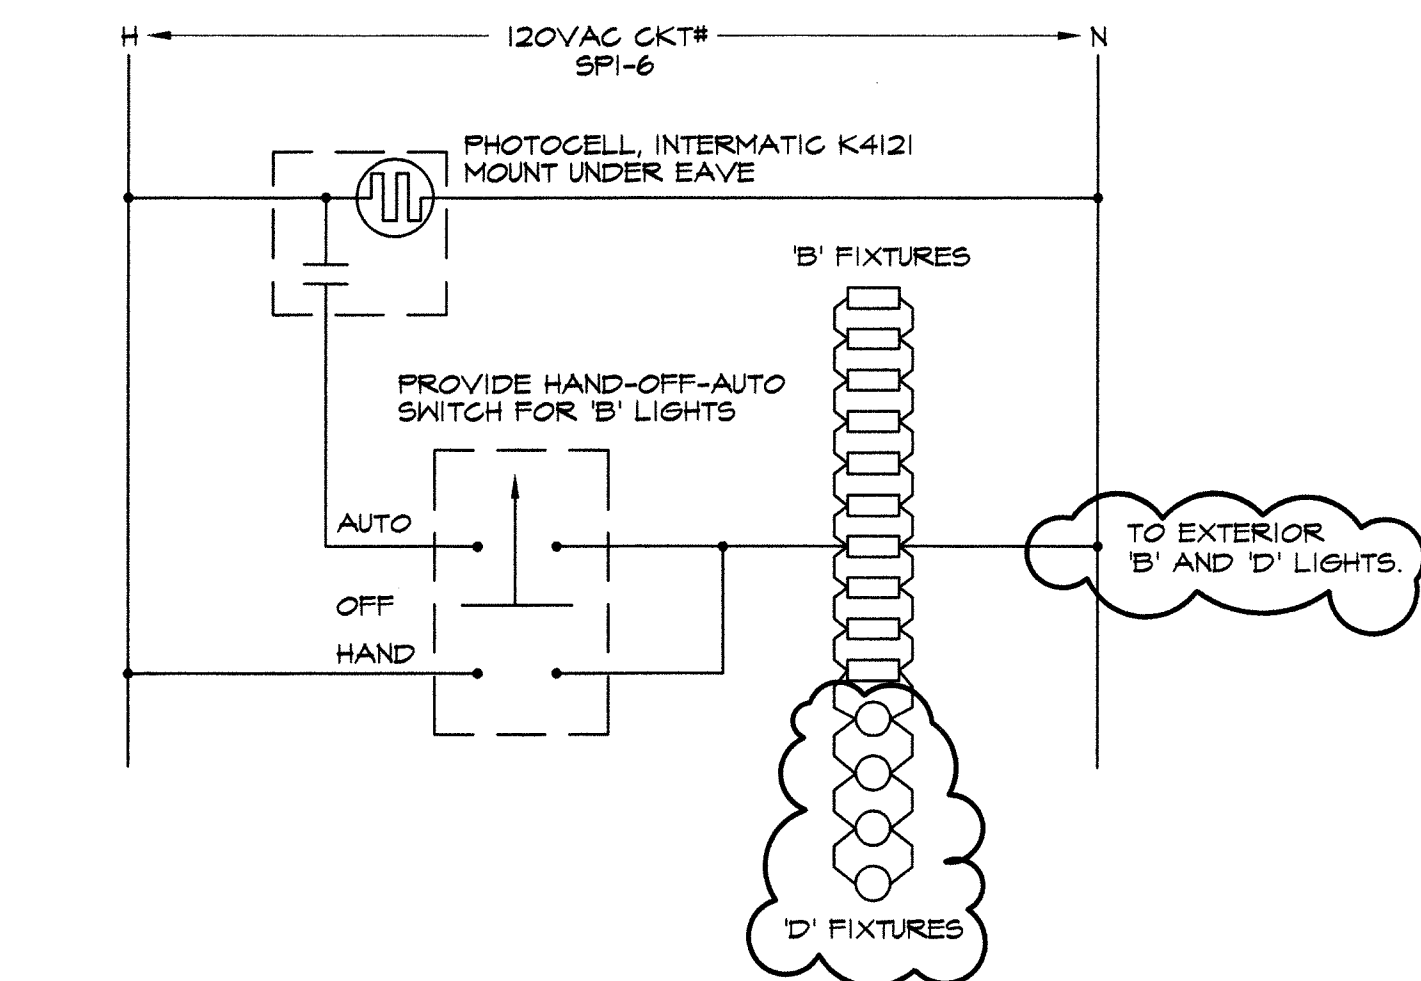 H
120VAC CKT#
N
SP1-6
PHOTOCELL, INTERMATIC K4121
MOUNT UNDER EAVE
'B' FIXTURES
PROVIDE HAND-OFF-AUTO
SWITCH FOR 'B' LIGHTS
AUTO
TO EXTERIOR
'B' AND 'D' LIGHTS.
OFF
HAND
'D' FIXTURES